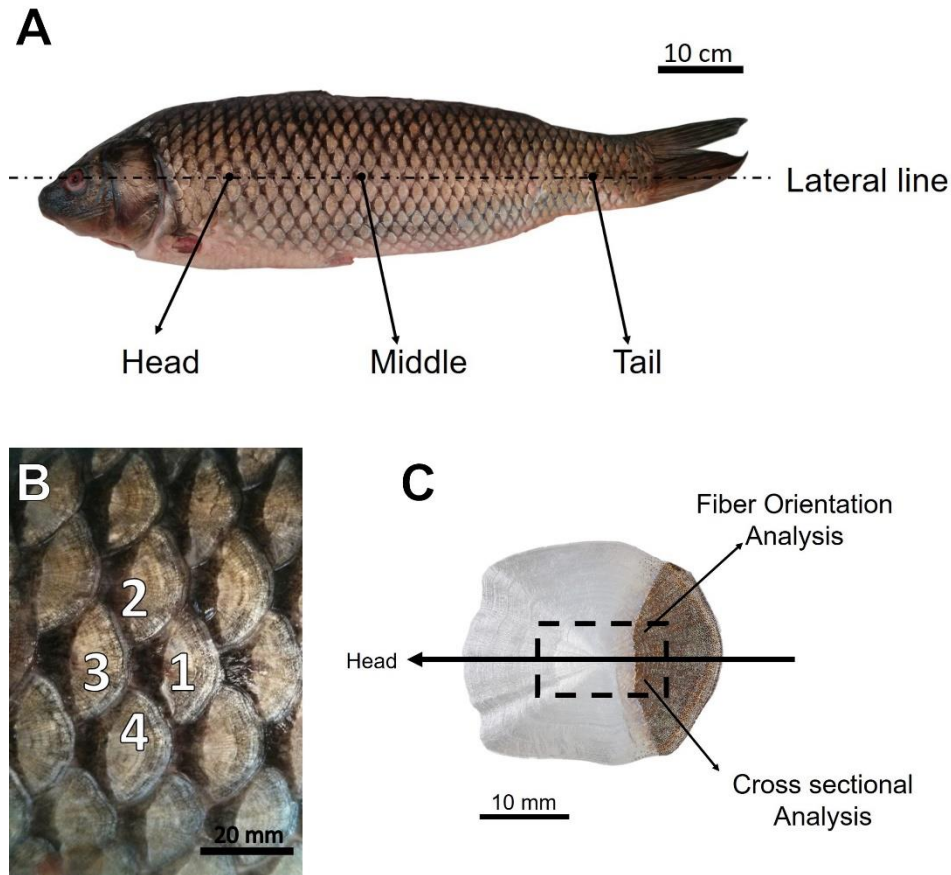 A
10 cm
Lateral line
Head
Middle
Tail
B
2
3
1
4
20 mm
C
Fiber Orientation
Analysis
Head
10 mm
Cross sectional
Analysis